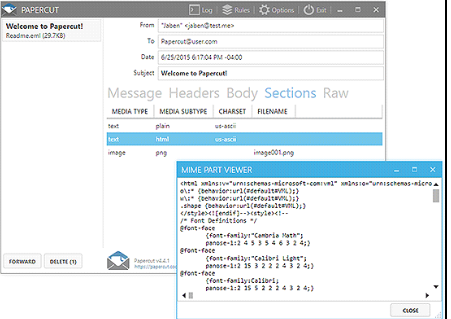 PAPERCUT
Log Rules Options Exit
Welcome to Papercut!
Readme.eml (29.7KB)
From "Jaben" <jaben@test.me>
To Papercut@user.com
Date 6/25/2015 6:17:04 PM -04:00
Subject Welcome to Papercut!
Message Headers Body Sections Raw
MEDIA TYPE MEDIA SUBTYPE CHARSET FILENAME
text plain us-ascii
text html us-ascii
image png image001.png
MIME PART VIEWER
<html xmlns:v="urn:schemas-microsoft-com:vml" xmlns:o="urn:schemas-micro
o\:* {behavior:url(#default#VML);}
w\:* {behavior:url(#default#VML);}
.shape {behavior:url(#default#VML);}
</style><![endif]--><style><!--
/* Font Definitions */
@font-face
{font-family:"Cambria Math";
panose-1:2 4 5 3 5 4 6 3 2 4;}
@font-face
{font-family:"Calibri Light";
panose-1:2 15 3 2 2 2 4 3 2 4;}
@font-face
{font-family:Calibri;
panose-1:2 15 5 2 2 2 4 3 2 4;}
CLOSE
FORWARD DELETE (1)
Papercut v4.2.1